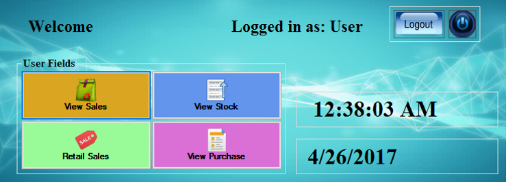 Welcome
Logged in as: User
Logout
User Fields
View Sales
View Stock
SALE
Retail Sales
View Purchase
12:38:03 AM
4/26/2017